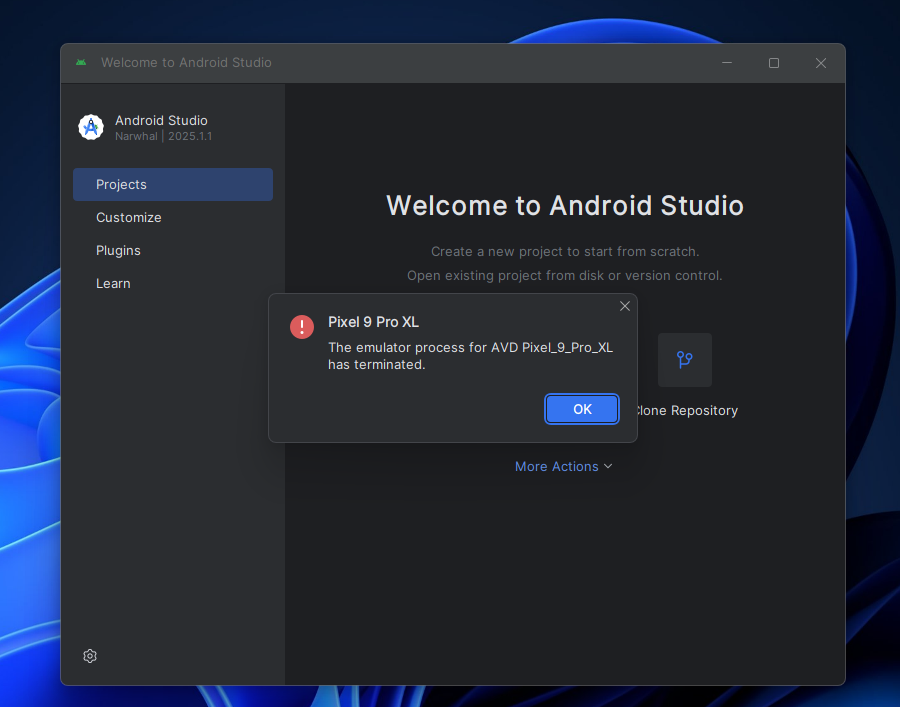 Welcome to Android Studio
Android Studio
Narwhal | 2025.1.1
Projects
Customize
Plugins
Learn
Welcome to Android Studio
Create a new project to start from scratch.
Open existing project from disk or version control.
Pixel 9 Pro XL
The emulator process for AVD Pixel_9_Pro_XL
has terminated.
OK
Clone Repository
More Actions